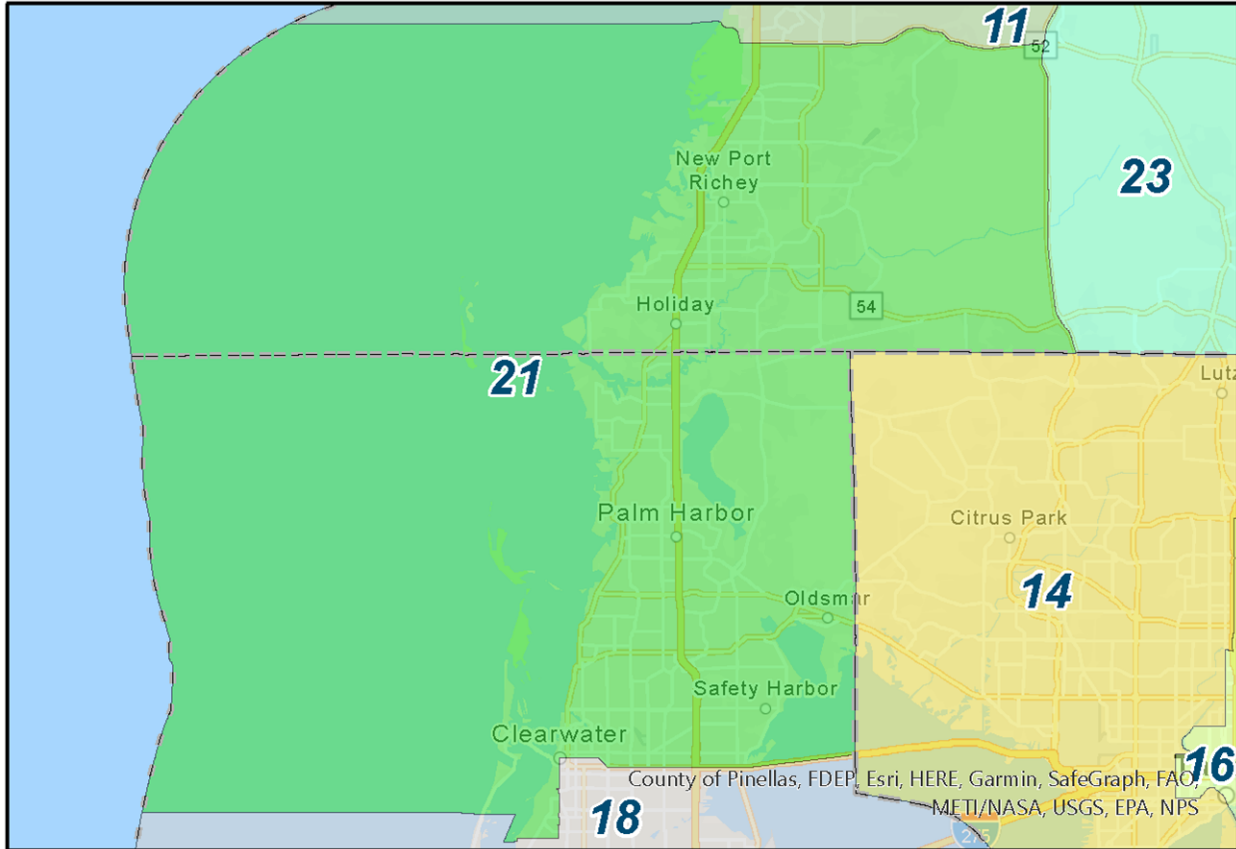 11
52
New Port
Richey
23
Holiday
54
21
Lutz
Palm Harbor
Citrus Park
14
Oldsmar
Safety Harbor
Clearwater
16
County of Pinellas, FDEP, Esri, HERE, Garmin, SafeGraph, FAO,
METI/NASA, USGS, EPA, NPS
18
275